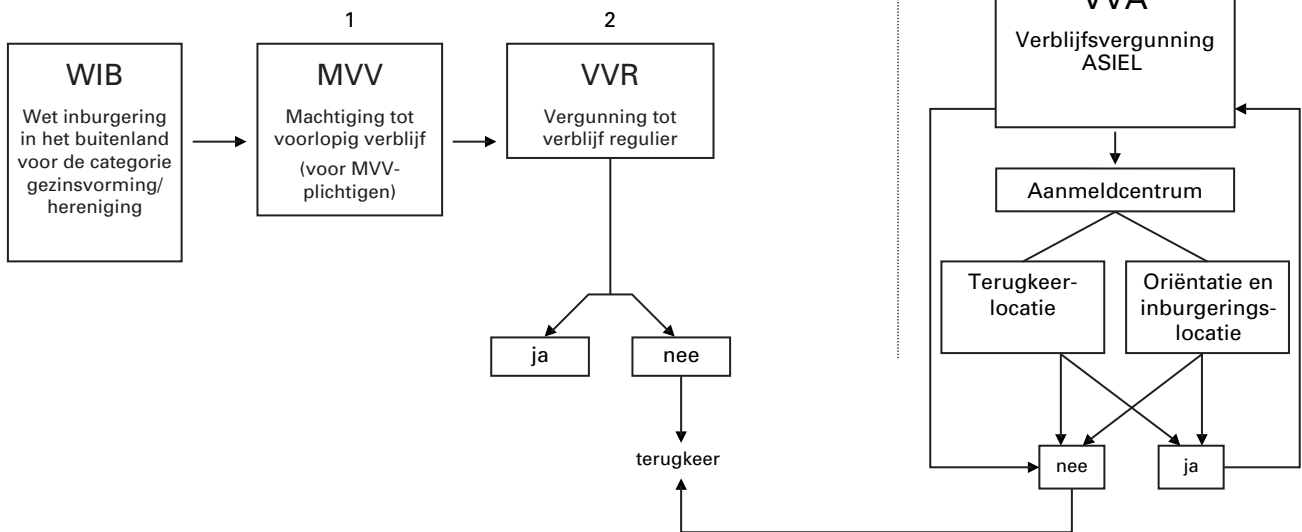 1
WIB
Wet inburgering
in het buitenland
voor de categorie
gezinsvorming/
hereniging
MVV
Machtiging tot
voorlopig verblijf
(voor MVV-
plichtigen)
2
VVR
Vergunning tot
verblijf regulier
ja
nee
terugkeer
VVA
Verblijfsvergunning
ASIEL
Aanmeldcentrum
Terugkeer-
locatie
Oriëntatie en
inburgerings-
locatie
nee
ja